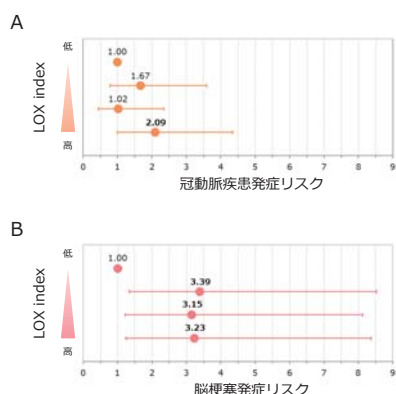 A
LOX index
低
高
1.00
1.67
1.02
2.09
0 1 2 3 4 5 6 7 8 9
冠動脈疾患発症リスク
B
LOX index
低
高
1.00
3.39
3.15
3.23
0 1 2 3 4 5 6 7 8 9
脳梗塞発症リスク